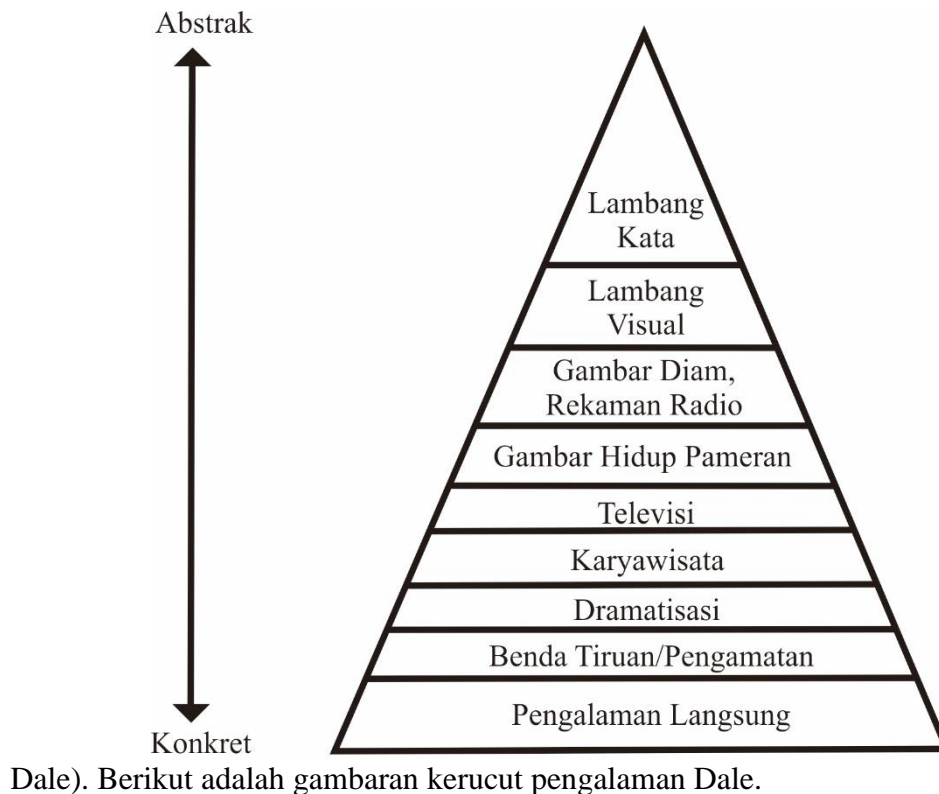 Abstrak
Lambang
Kata
Lambang
Visual
Gambar Diam,
Rekaman Radio
Gambar Hidup Pameran
Televisi
Karyawisata
Dramatisasi
Benda Tiruan/Pengamatan
Pengalaman Langsung
Konkret
Dale). Berikut adalah gambaran kerucut pengalaman Dale.